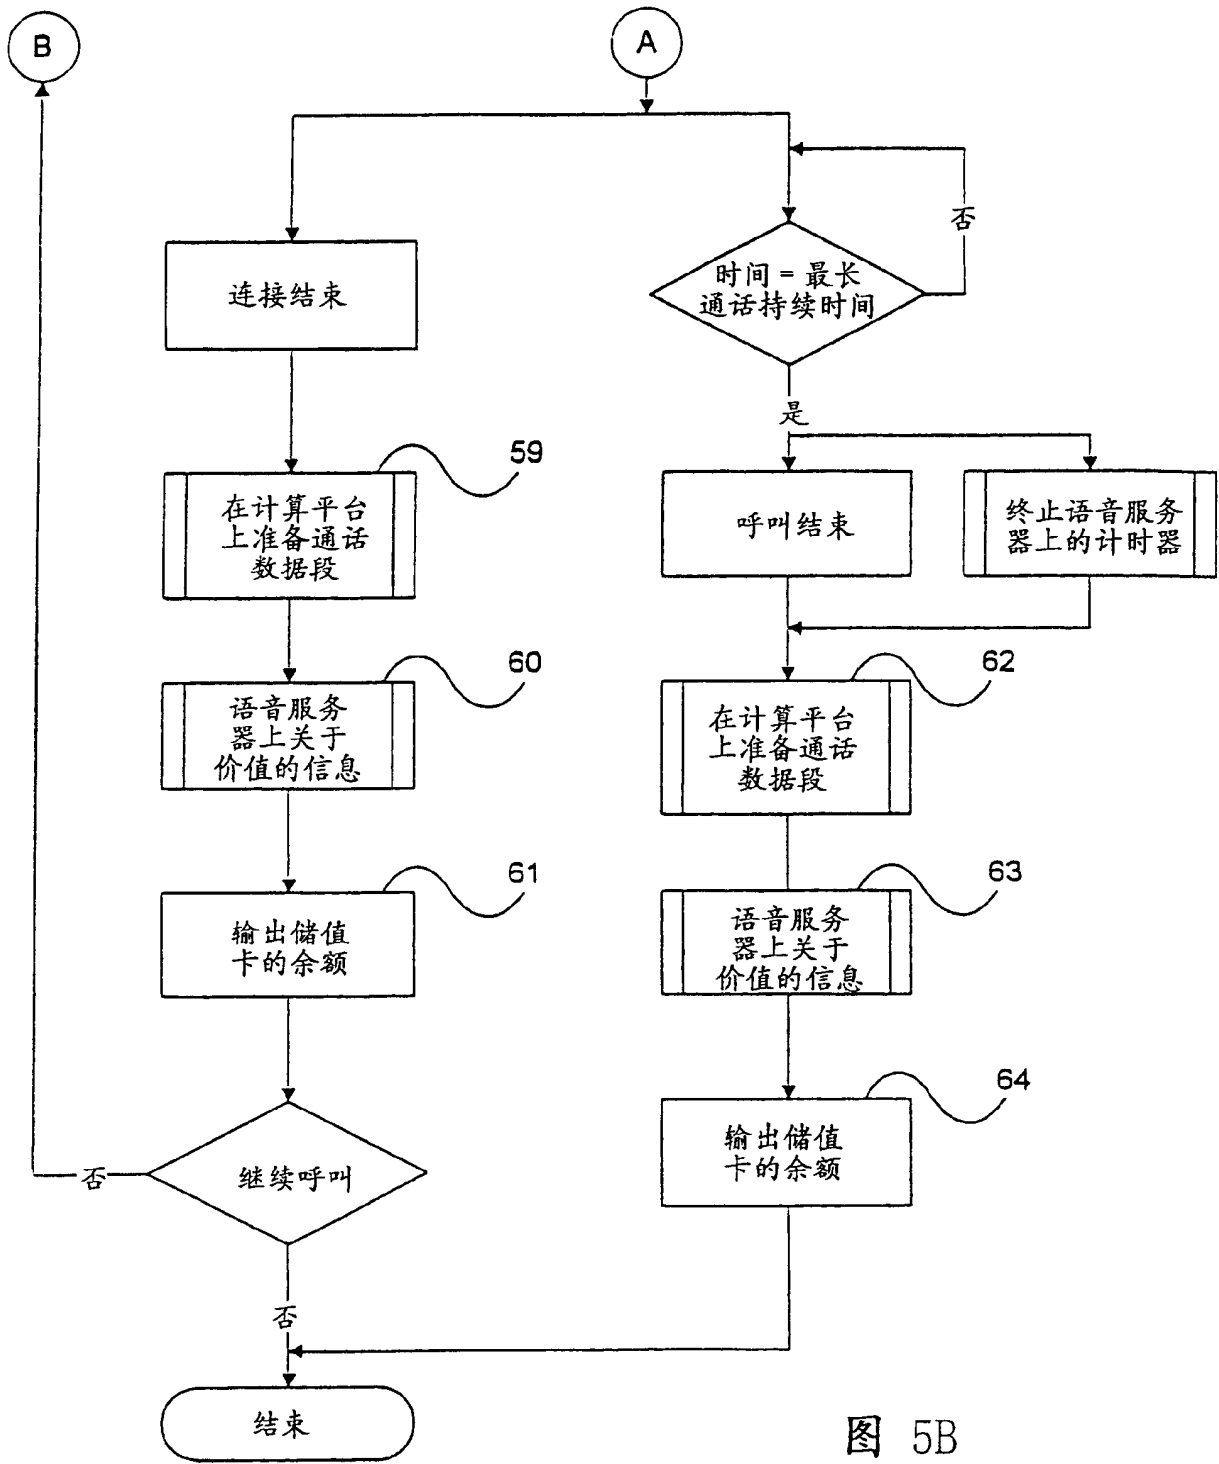 B
A
否
时间 = 最长
通话持续时间
连接结束
是
59
在计算平台
上准备通话
数据段
呼叫结束
终止语音服务
器上的计时器
60
语音服务
器上关于
价值的信息
62
在计算平台
上准备通话
数据段
61
输出储值
卡的余额
63
语音服务
器上关于
价值的信息
64
输出储值
卡的余额
继续呼叫
否
否
结束
图 5B